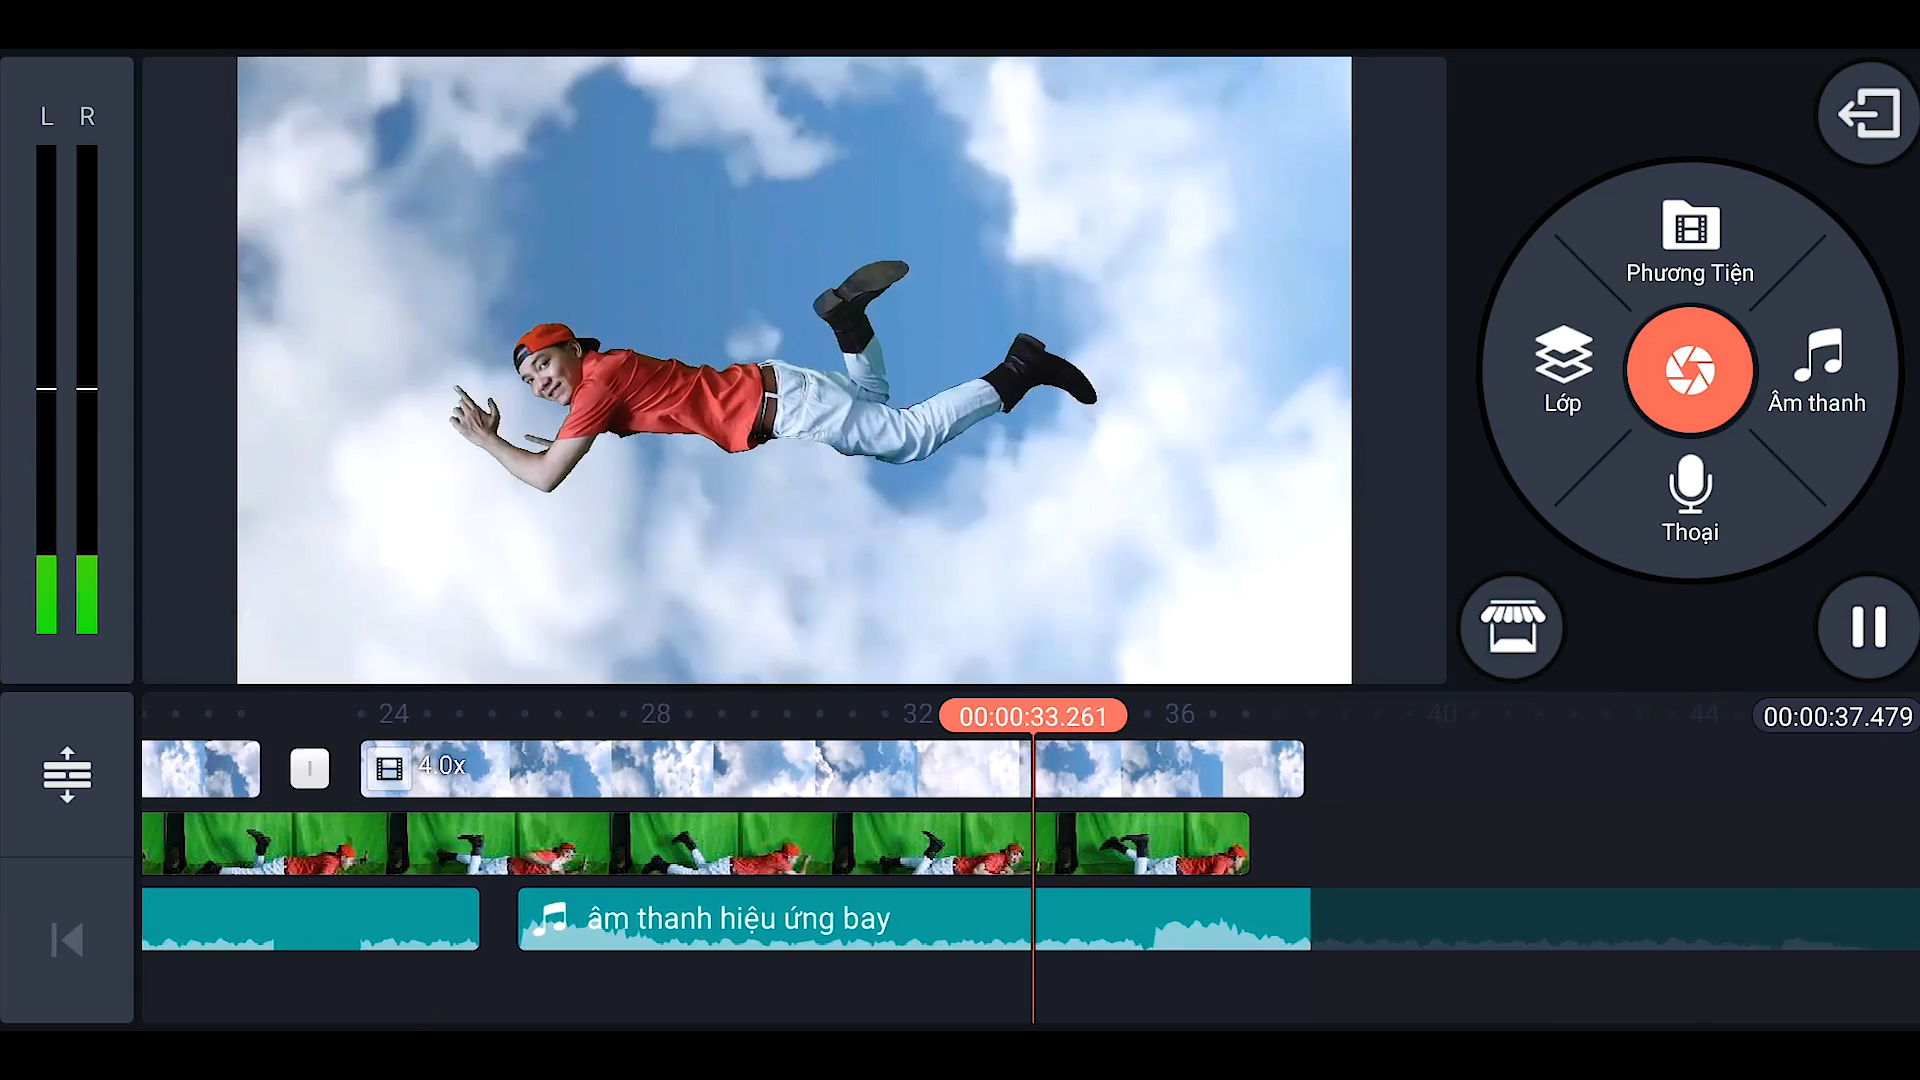 L R
Phương Tiện
Lớp
Âm thanh
Thoại
24 28 32 00:00:33.261 36 40 44 00:00:37.479
4.0x
âm thanh hiệu ứng bay